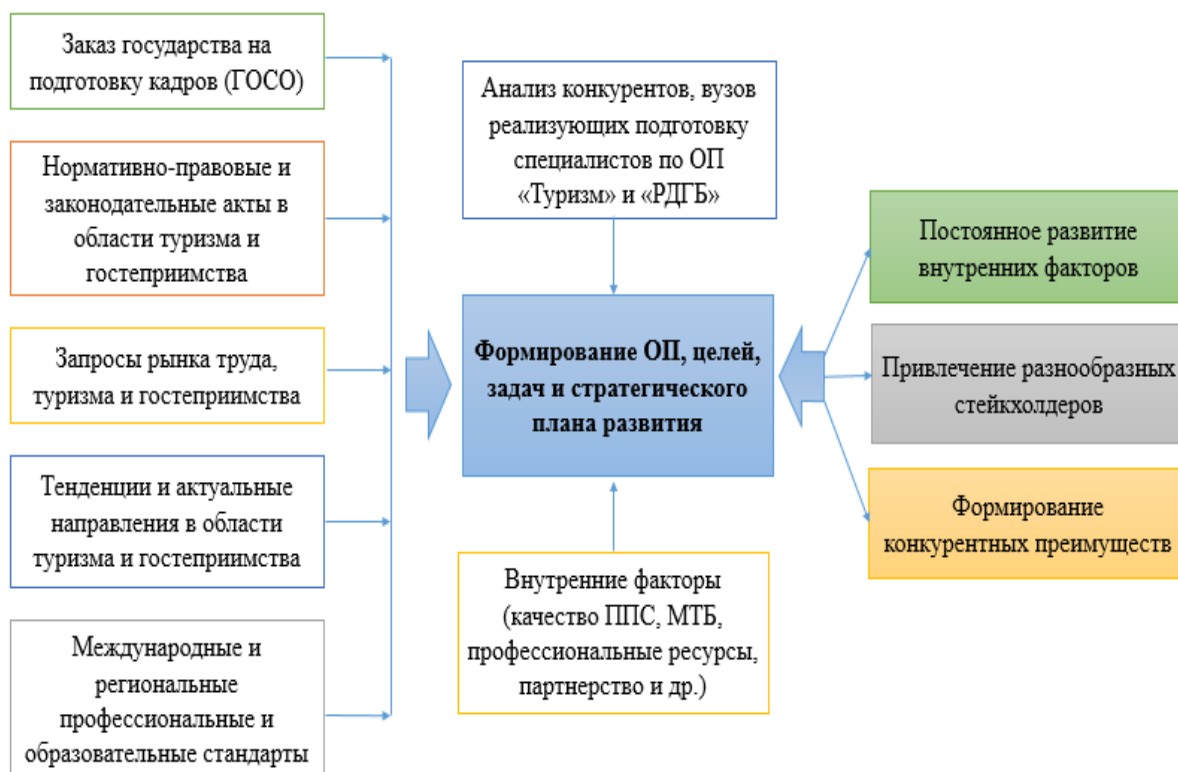 Заказ государства на
подготовку кадров (ГОСО)
Нормативно-правовые и
законодательные акты в
области туризма и
гостеприимства
Запросы рынка труда,
туризма и гостеприимства
Тенденции и актуальные
направления в области
туризма и гостеприимства
Международные и
региональные
профессиональные и
образовательные стандарты
Анализ конкурентов, вузов
реализующих подготовку
специалистов по ОП
«Туризм» и «РДГБ»
Формирование ОП, целей,
задач и стратегического
плана развития
Внутренние факторы
(качество ППС, МТБ,
профессиональные ресурсы,
партнерство и др.)
Постоянное развитие
внутренних факторов
Привлечение разнообразных
стейкхолдеров
Формирование
конкурентных преимуществ